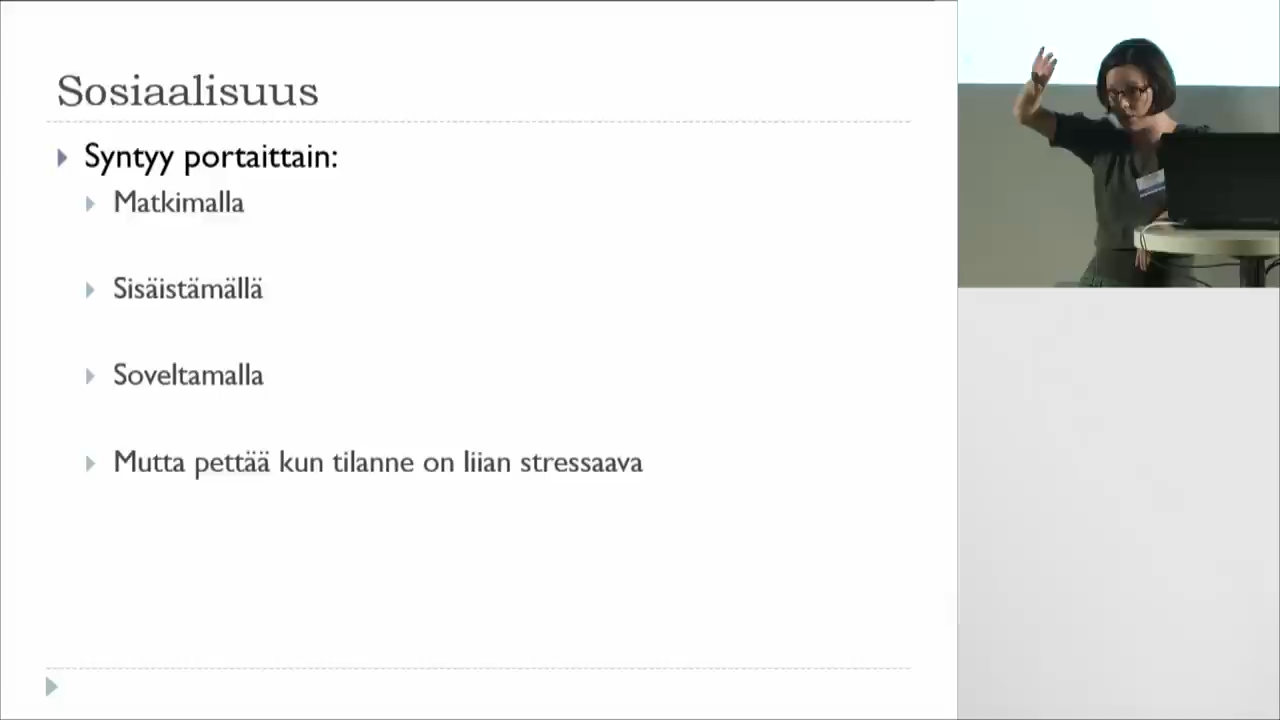 Sosiaalisuus
Syntyy portaittain:
Matkimalla
Sisäistämällä
Soveltamalla
Mutta pettää kun tilanne on liian stressaava